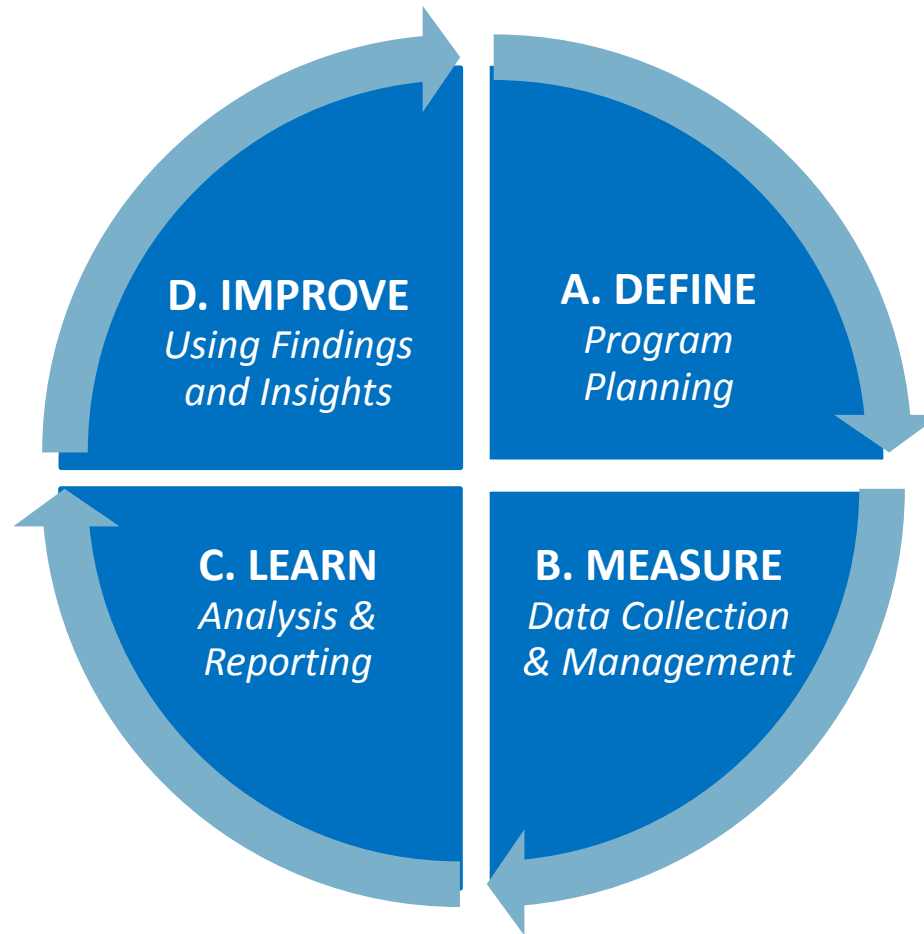 A. DEFINE
Program
Planning
B. MEASURE
Data Collection
& Management
C. LEARN
Analysis &
Reporting
D. IMPROVE
Using Findings
and Insights